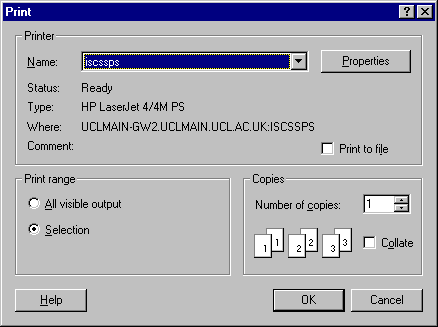 Print
Printer
Name: iscssps Properties
Status: Ready
Type: HP LaserJet 4/4M PS
Where: UCLMAIN-GW2.UCLMAIN.UCL.AC.UK:ISCSSPS
Comment: Print to file
Print range
All visible output
Selection
Copies
Number of copies: 1
1 1 2 2 3 3 Collate
Help OK Cancel